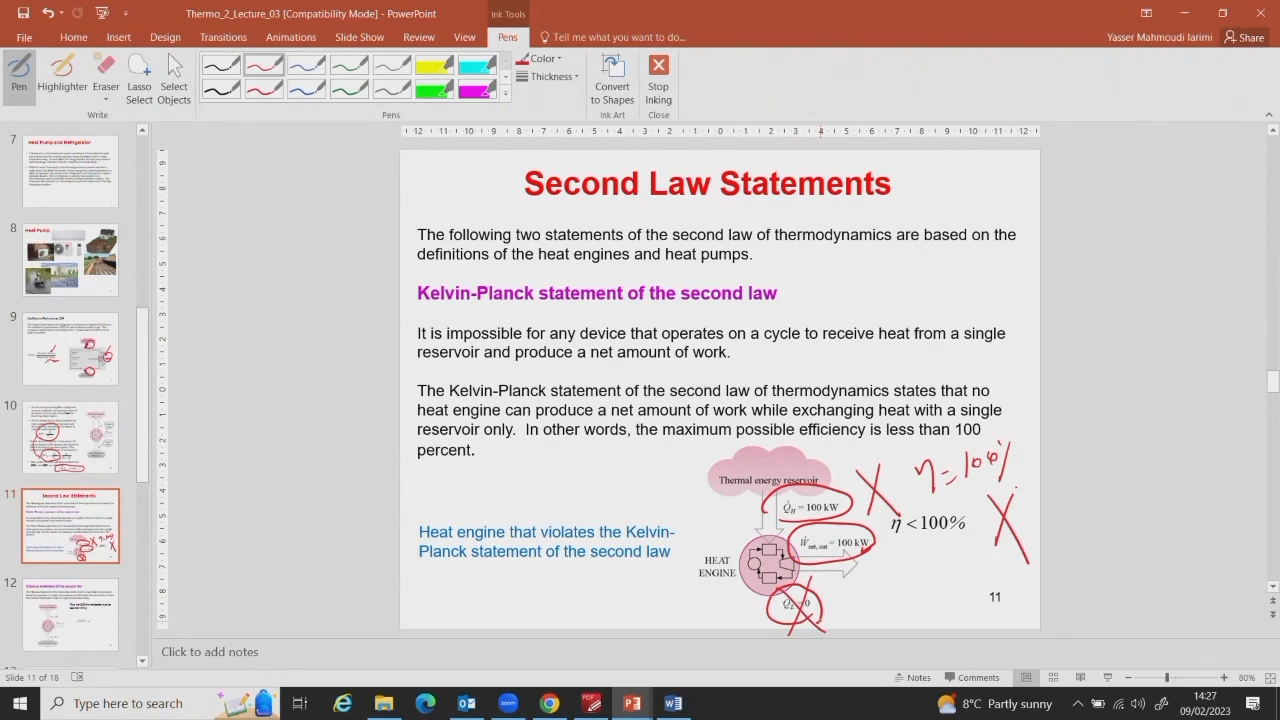 Thermo_2_Lecture_03 [Compatibility Mode] - PowerPoint
Ink Tools
Yasser Mahmoudi Iarimi
Share
File
Home
Insert
Design
Transitions
Animations
Slide Show
Review
View
Pens
Tell me what you want to do...
Pen
Highlighter
Eraser
Lasso Select
Select Objects
Color
Thickness
Convert to Shapes
Stop Inking
Write
Pens
Ink Art
Close
7
Heat Pump and Refrigerator
8
Heat Pump
9
10
11
Second Law Statements
12
Second Law Statements
The following two statements of the second law of thermodynamics are based on the
definitions of the heat engines and heat pumps.
Kelvin-Planck statement of the second law
It is impossible for any device that operates on a cycle to receive heat from a single
reservoir and produce a net amount of work.
The Kelvin-Planck statement of the second law of thermodynamics states that no
heat engine can produce a net amount of work while exchanging heat with a single
reservoir only. In other words, the maximum possible efficiency is less than 100
percent.
Thermal energy reservoir
η = 100%
Q̇H = 100 kW
η < 100%
Heat engine that violates the Kelvin-
Planck statement of the second law
Ẇnet, out = 100 kW
HEAT
ENGINE
Q̇L = 0
11
Click to add notes
Slide 11 of 18
Notes
Comments
80%
Type here to search
8°C Partly sunny
14:27
09/02/2023